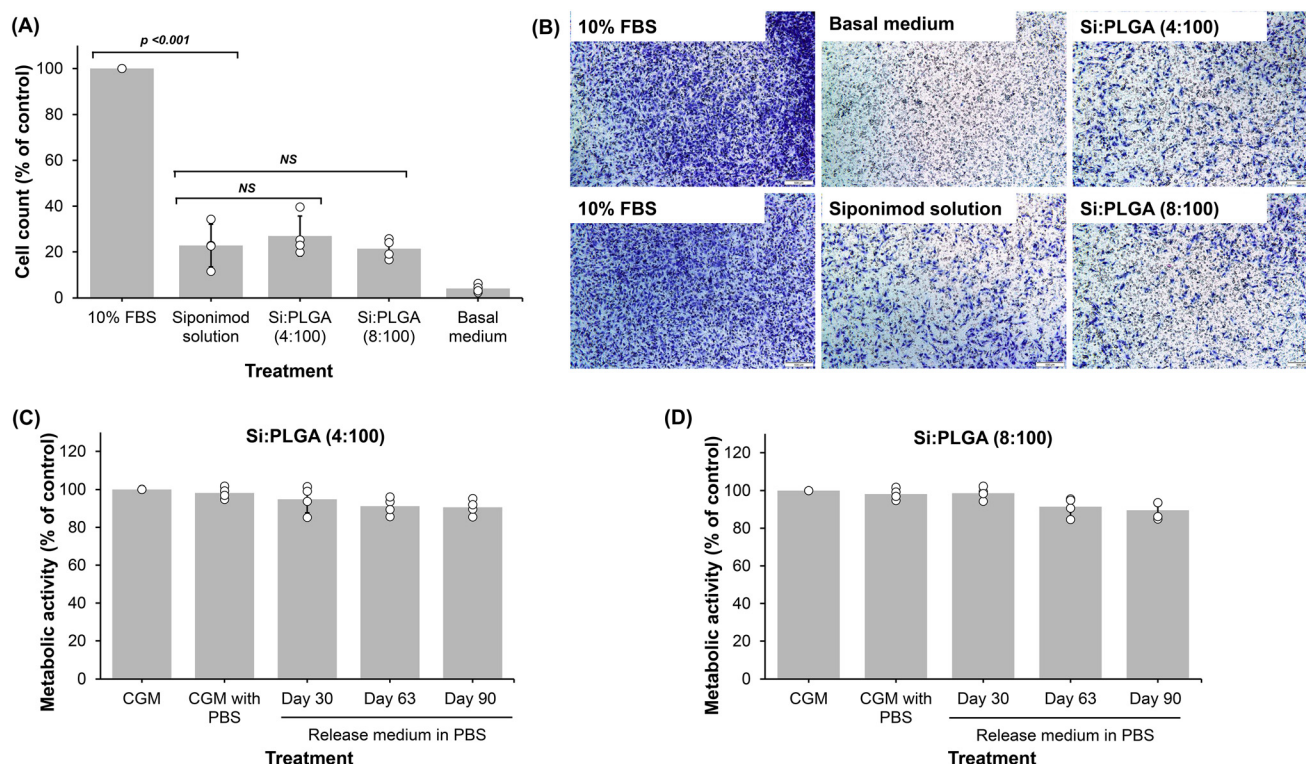 (A)
p <0.001
NS
NS
Cell count (% of control)
100
80
60
40
20
0
10% FBS
Siponimod
solution
Si:PLGA
(4:100)
Si:PLGA
(8:100)
Basal
medium
Treatment
(B)
10% FBS
Basal medium
Si:PLGA (4:100)
10% FBS
Siponimod solution
Si:PLGA (8:100)
(C)
Si:PLGA (4:100)
Metabolic activity (% of control)
120
100
80
60
40
20
0
CGM
CGM with
PBS
Day 30
Day 63
Day 90
Release medium in PBS
Treatment
(D)
Si:PLGA (8:100)
Metabolic activity (% of control)
120
100
80
60
40
20
0
CGM
CGM with
PBS
Day 30
Day 63
Day 90
Release medium in PBS
Treatment